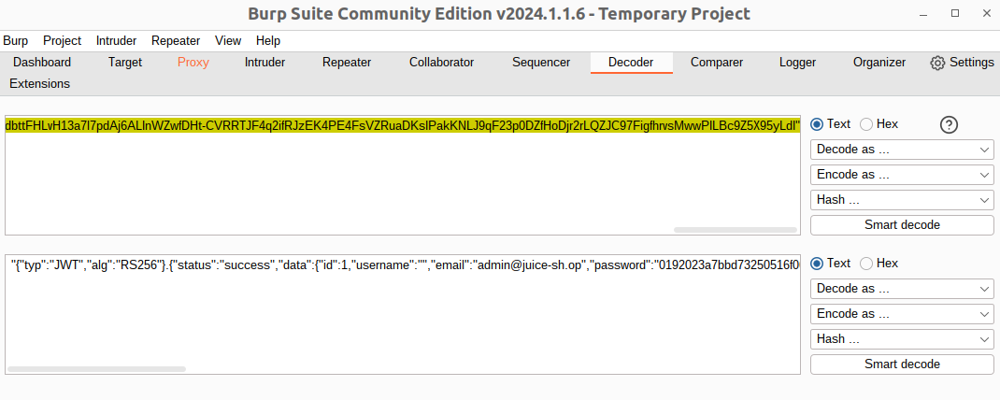 Burp Suite Community Edition v2024.1.1.6 - Temporary Project
Burp Project Intruder Repeater View Help
Dashboard Target Proxy Intruder Repeater Collaborator Sequencer Decoder Comparer Logger Organizer Settings
Extensions
Text Hex
Decode as ...
Encode as ...
Hash ...
Smart decode
"{"typ":"JWT","alg":"RS256"}.{"status":"success","data":{"id":1,"username":"","email":"admin@juice-sh.op","password":"0192023a7bbd73250516f0
Text Hex
Decode as ...
Encode as ...
Hash ...
Smart decode